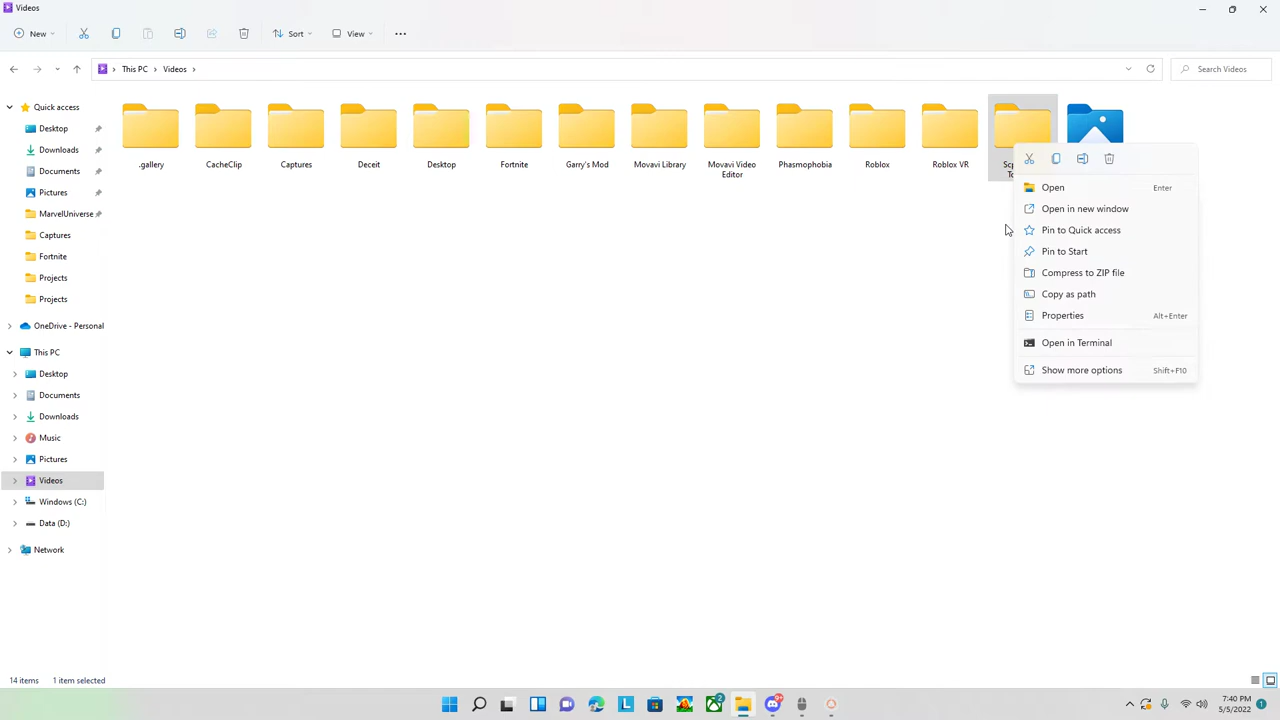 Videos
New
Sort
View
This PC
Videos
Search Videos
Quick access
Desktop
Downloads
Documents
Pictures
MarvelUniverse
Captures
Fortnite
Projects
Projects
OneDrive - Personal
This PC
Desktop
Documents
Downloads
Music
Pictures
Videos
Windows (C:)
Data (D:)
Network
.gallery
CacheClip
Captures
Deceit
Desktop
Fortnite
Garry's Mod
Movavi Library
Movavi Video
Editor
Phasmophobia
Roblox
Roblox VR
Open
Enter
Open in new window
Pin to Quick access
Pin to Start
Compress to ZIP file
Copy as path
Properties
Alt+Enter
Open in Terminal
Show more options
Shift+F10
14 items
1 item selected
2
9+
7:40 PM
5/5/2022
1